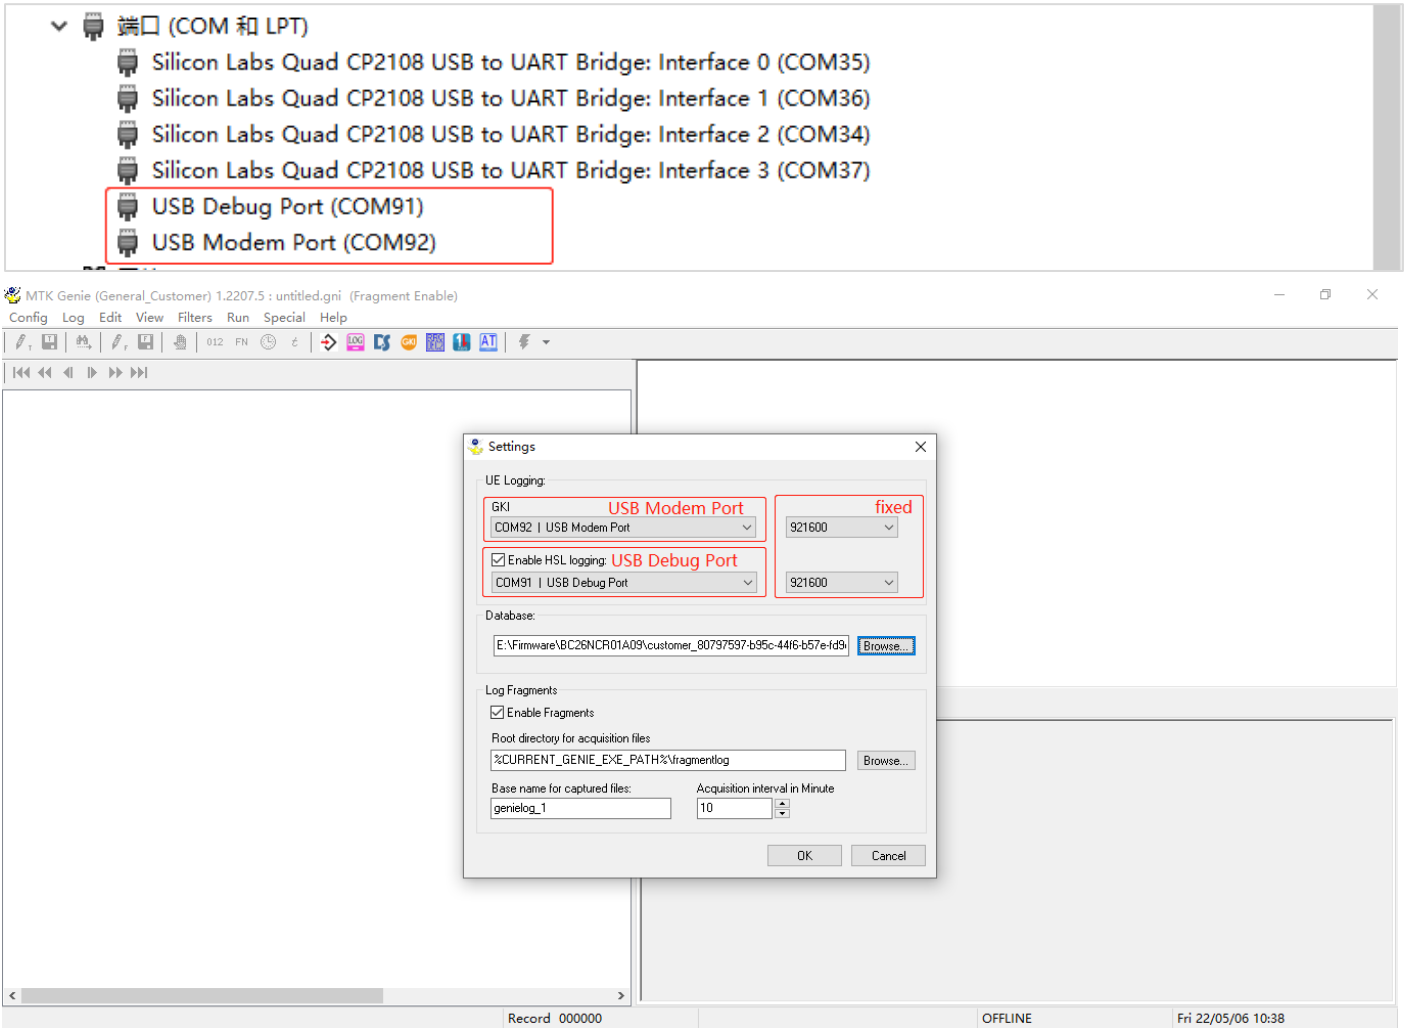 端口 (COM 和 LPT)
Silicon Labs Quad CP2108 USB to UART Bridge: Interface 0 (COM35)
Silicon Labs Quad CP2108 USB to UART Bridge: Interface 1 (COM36)
Silicon Labs Quad CP2108 USB to UART Bridge: Interface 2 (COM34)
Silicon Labs Quad CP2108 USB to UART Bridge: Interface 3 (COM37)
USB Debug Port (COM91)
USB Modem Port (COM92)
MTK Genie (General_Customer) 1.2207.5 : untitled.gni (Fragment Enable)
Config Log Edit View Filters Run Special Help
012 FN LOG GKI AT
Settings
UE Logging:
GKI USB Modem Port fixed
COM92 | USB Modem Port 921600
Enable HSL logging: USB Debug Port
COM91 | USB Debug Port 921600
Database:
E:\Firmware\BC26NCR01A09\customer_80797597-b95c-44f6-b57e-fd9 Browse...
Log Fragments
Enable Fragments
Root directory for acquisition files
%CURRENT_GENIE_EXE_PATH%\fragmentlog Browse...
Base name for captured files: Acquisition interval in Minute
genielog_1 10
OK Cancel
Record 000000 OFFLINE Fri 22/05/06 10:38